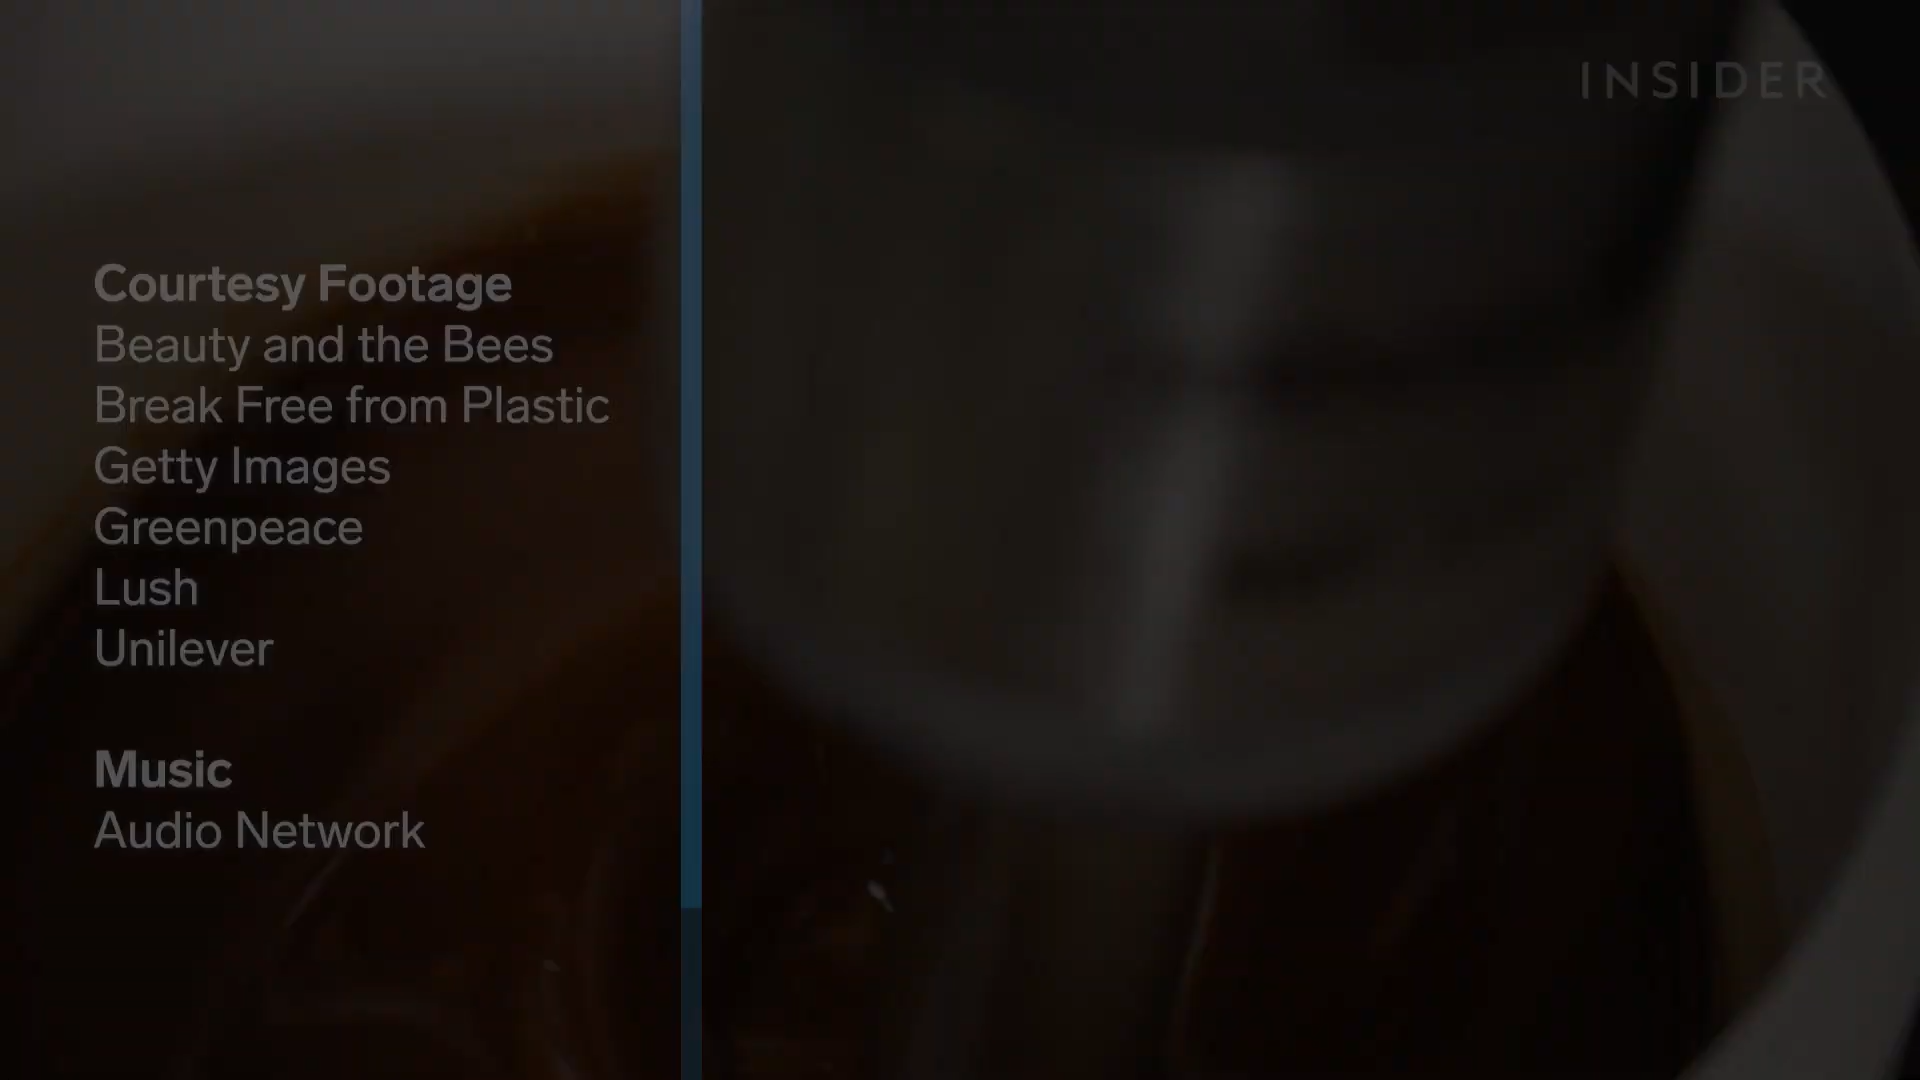 INSIDER
Courtesy Footage
Beauty and the Bees
Break Free from Plastic
Getty Images
Greenpeace
Lush
Unilever
Music
Audio Network